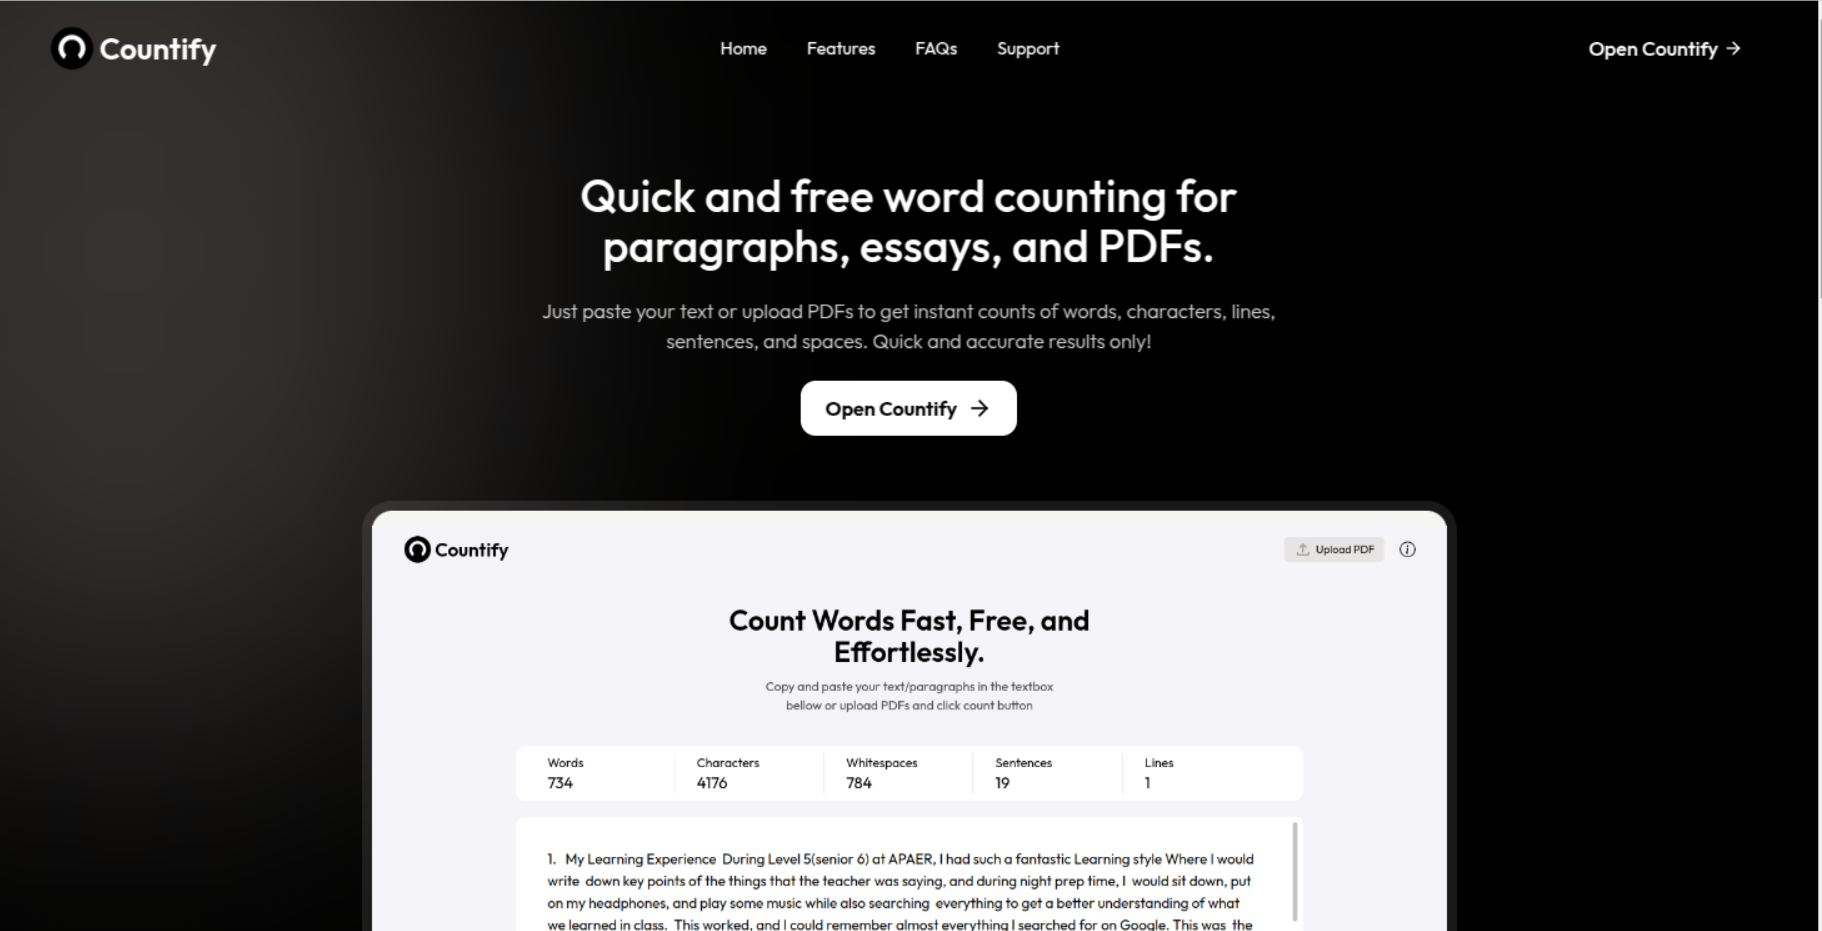 Countify
Home
Features
FAQs
Support
Open Countify
Quick and free word counting for
paragraphs, essays, and PDFs.
Just paste your text or upload PDFs to get instant counts of words, characters, lines,
sentences, and spaces. Quick and accurate results only!
Open Countify
Countify
Upload PDF
Count Words Fast, Free, and
Effortlessly.
Copy and paste your text/paragraphs in the textbox
bellow or upload PDFs and click count button
Words
734
Characters
4176
Whitespaces
784
Sentences
19
Lines
1
1. My Learning Experience During Level 5(senior 6) at APAER, I had such a fantastic Learning style Where I would
write down key points of the things that the teacher was saying, and during night prep time, I would sit down, put
on my headphones, and play some music while also searching everything to get a better understanding of what
we learned in class. This worked, and I could remember almost everything I searched for on Google. This was the